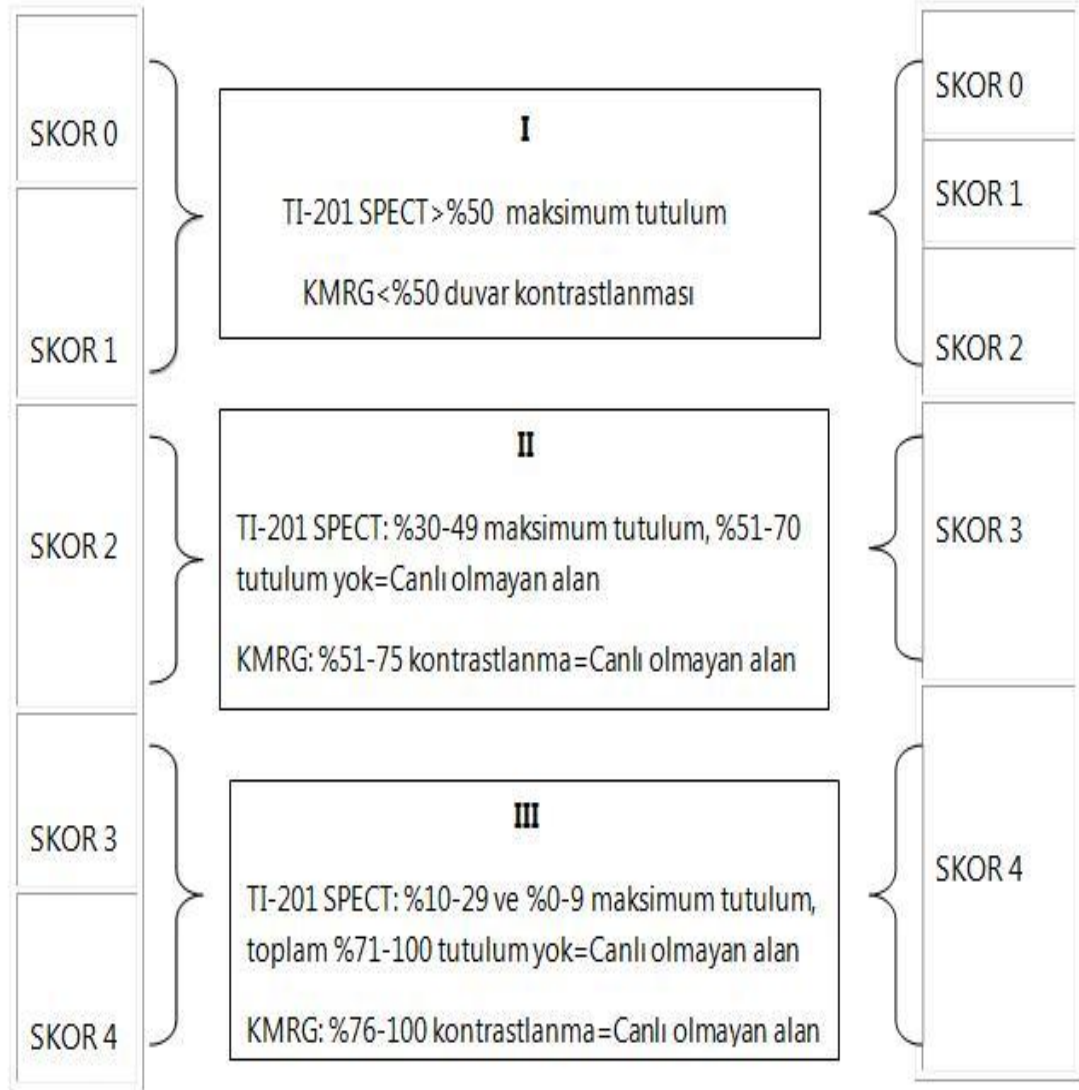 SKOR 0
SKOR 1
SKOR 2
SKOR 3
SKOR 4
I
TI-201 SPECT>%50 maksimum tutulum
KMRG<%50 duvar kontrastlanması
II
TI-201 SPECT: %30-49 maksimum tutulum, %51-70
tutulum yok=Canlı olmayan alan
KMRG: %51-75 kontrastlanma=Canlı olmayan alan
III
TI-201 SPECT: %10-29 ve %0-9 maksimum tutulum,
toplam %71-100 tutulum yok=Canlı olmayan alan
KMRG: %76-100 kontrastlanma=Canlı olmayan alan
SKOR 0
SKOR 1
SKOR 2
SKOR 3
SKOR 4